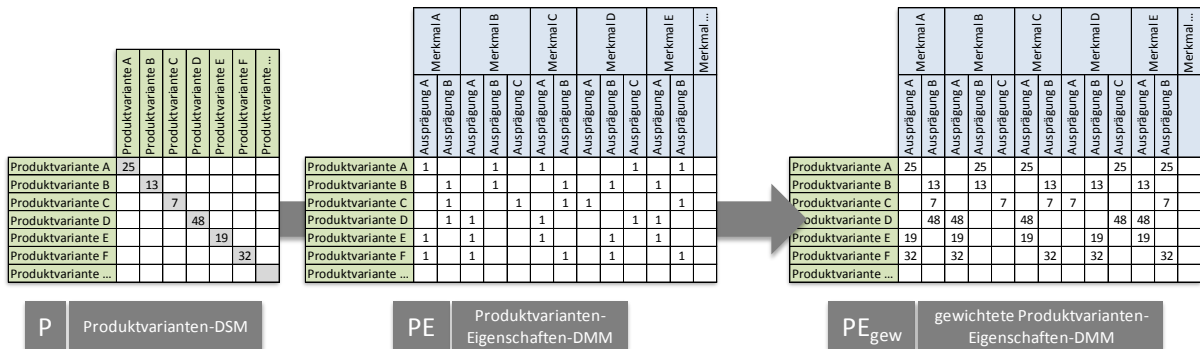 Produktvariante A
Produktvariante B
Produktvariante C
Produktvariante D
Produktvariante E
Produktvariante F
Produktvariante ...
Produktvariante A 25
Produktvariante B 13
Produktvariante C 7
Produktvariante D 48
Produktvariante E 19
Produktvariante F 32
Produktvariante ...
P Produktvarianten-DSM
Merkmal A Merkmal B Merkmal C Merkmal D Merkmal E Merkmal ...
Ausprägung A Ausprägung B Ausprägung A Ausprägung B Ausprägung C Ausprägung A Ausprägung B Ausprägung A Ausprägung B Ausprägung C Ausprägung A Ausprägung B
Produktvariante A 1 1 1 1 1
Produktvariante B 1 1 1 1 1
Produktvariante C 1 1 1 1 1
Produktvariante D 1 1 1 1 1
Produktvariante E 1 1 1 1 1
Produktvariante F 1 1 1 1 1
Produktvariante ...
PE Produktvarianten-
Eigenschaften-DMM
Merkmal A Merkmal B Merkmal C Merkmal D Merkmal E Merkmal ...
Ausprägung A Ausprägung B Ausprägung A Ausprägung B Ausprägung C Ausprägung A Ausprägung B Ausprägung A Ausprägung B Ausprägung C Ausprägung A Ausprägung B
Produktvariante A 25 25 25 25 25
Produktvariante B 13 13 13 13 13
Produktvariante C 7 7 7 7 7
Produktvariante D 48 48 48 48 48
Produktvariante E 19 19 19 19 19
Produktvariante F 32 32 32 32 32
Produktvariante ...
PEgew gewichtete Produktvarianten-
Eigenschaften-DMM